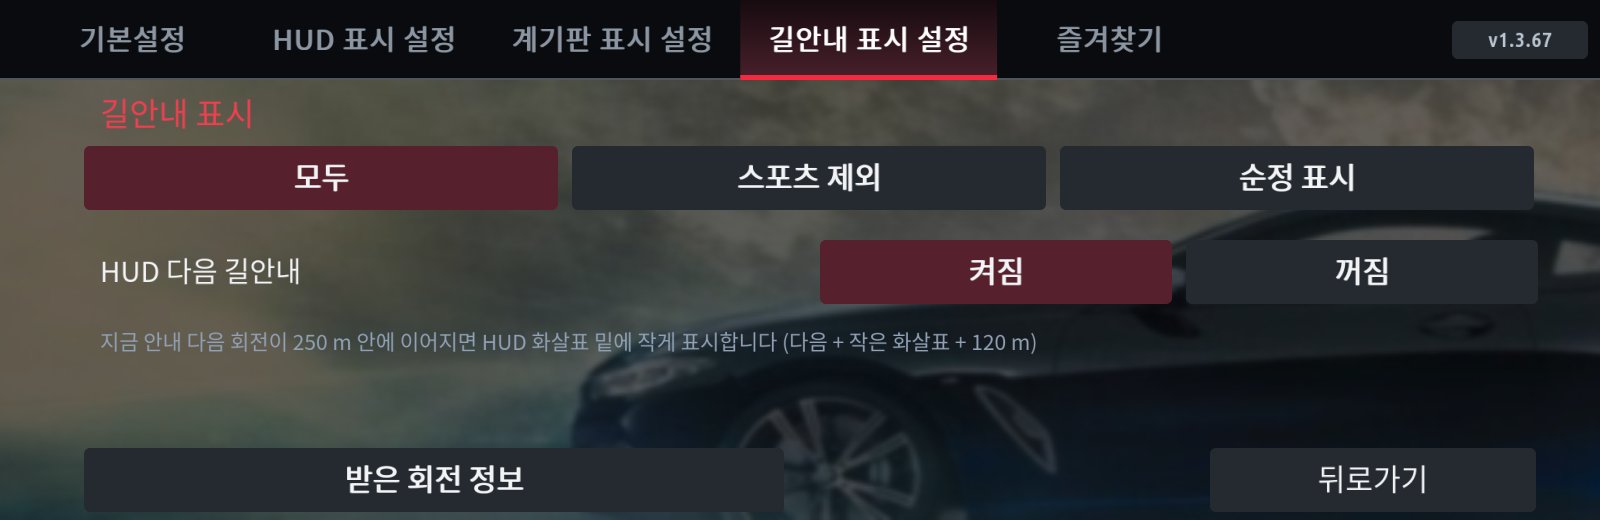 기본설정 HUD 표시 설정 계기판 표시 설정 길안내 표시 설정 즐겨찾기 v1.3.67
길안내 표시
모두 스포츠 제외 순정 표시
HUD 다음 길안내 켜짐 꺼짐
지금 안내 다음 회전이 250 m 안에 이어지면 HUD 화살표 밑에 작게 표시합니다 (다음 + 작은 화살표 + 120 m)
받은 회전 정보 뒤로가기